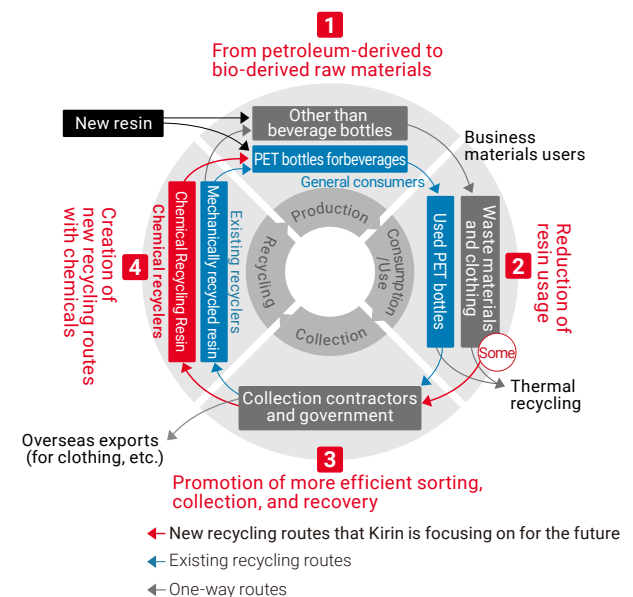 1
From petroleum-derived to
bio-derived raw materials
New resin
Other than
beverage bottles
PET bottles forbeverages
General consumers
Business
materials users
Production
Consumption
/Use
Collection
Recycling
Used PET bottles
Waste materials
and clothing
Some
2
Reduction of
resin usage
Thermal
recycling
4
Creation of
new recycling routes
with chemicals
Chemical recyclers
Chemical Recycling Resin
Mechanically recycled resin
Existing recyclers
Collection contractors
and government
Overseas exports
(for clothing, etc.)
3
Promotion of more efficient sorting,
collection, and recovery
New recycling routes that Kirin is focusing on for the future
Existing recycling routes
One-way routes